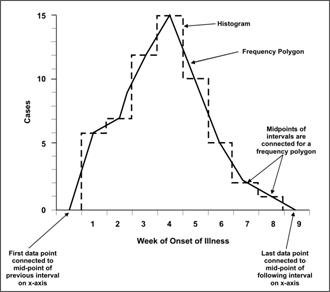 15
10
5
0
Cases
Histogram
Frequency Polygon
Midpoints of
intervals are
connected for a
frequency polygon
1 2 3 4 5 6 7 8 9
Week of Onset of Illness
First data point
connected to
mid-point of
previous interval
on x-axis
Last data point
connected to
mid-point of
following interval
on x-axis